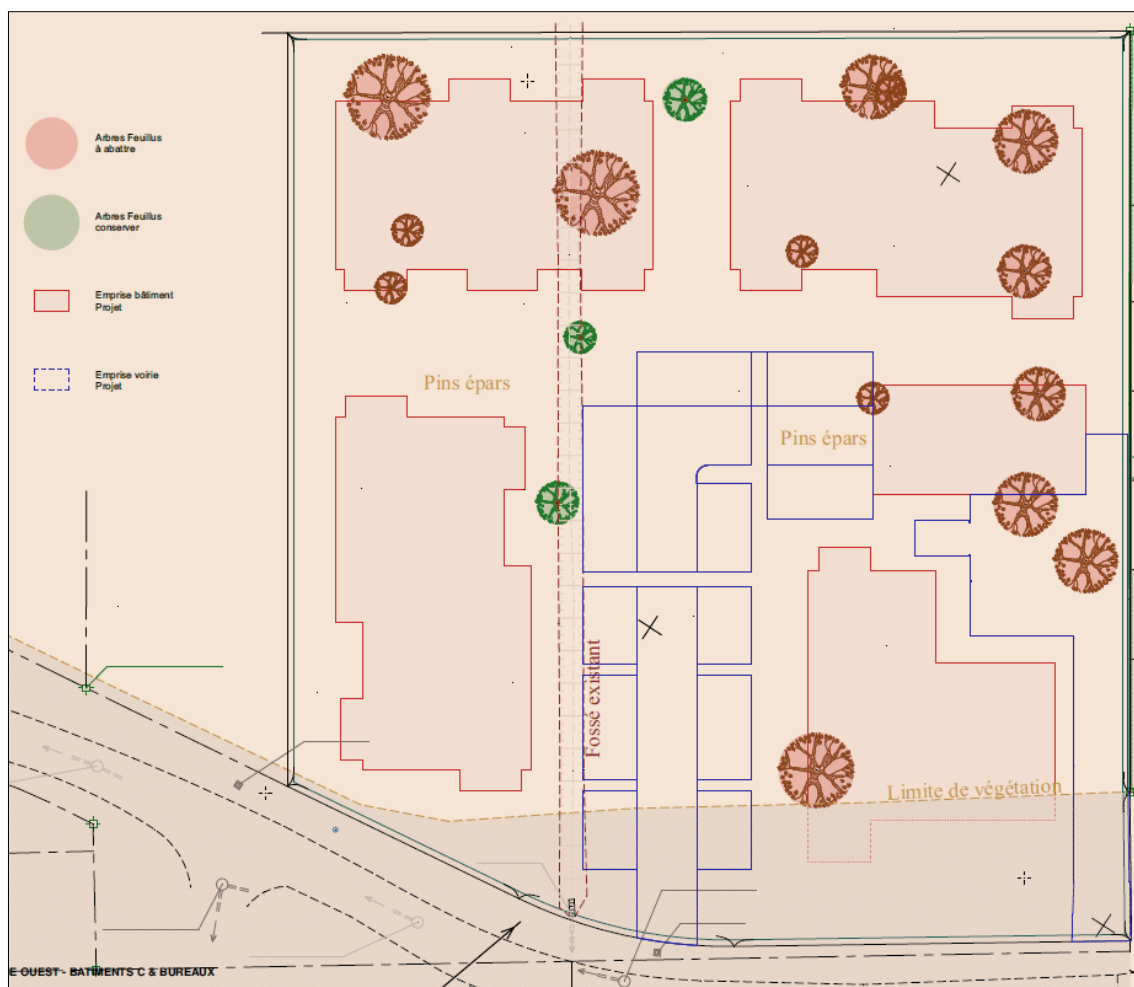 Arbres Feuillus
à abattre
Arbres Feuillus
conserver
Emprise bâtiment
Projet
Emprise voirie
Projet
Pins épars
Pins épars
Fossé existant
Limite de végétation
E OUEST - BATIMENTS C & BUREAUX